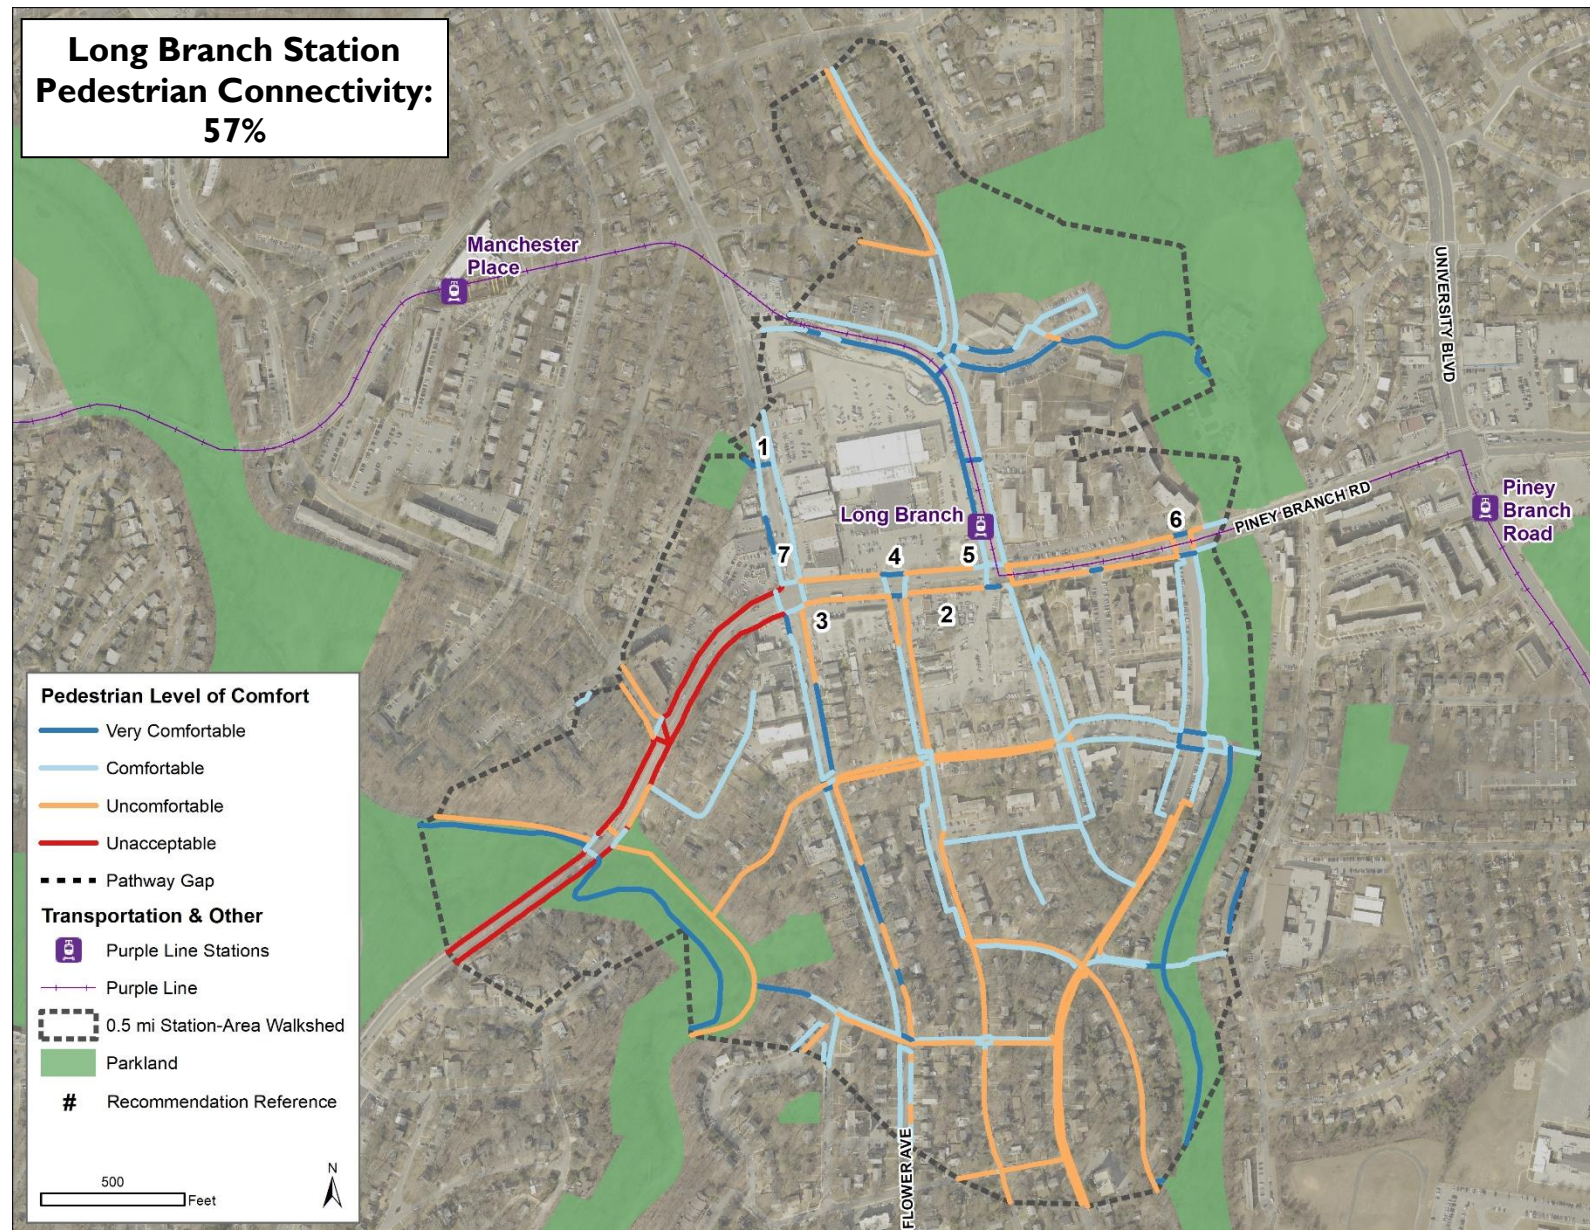 Long Branch Station
Pedestrian Connectivity:
57%
Manchester
Place
UNIVERSITY BLVD
1
Long Branch
6
PINEY BRANCH RD
Piney
Branch
Road
7
4
5
3
2
Pedestrian Level of Comfort
Very Comfortable
Comfortable
Uncomfortable
Unacceptable
Pathway Gap
Transportation & Other
Purple Line Stations
Purple Line
0.5 mi Station-Area Walkshed
Parkland
# Recommendation Reference
500
Feet
N
FLOWER AVE